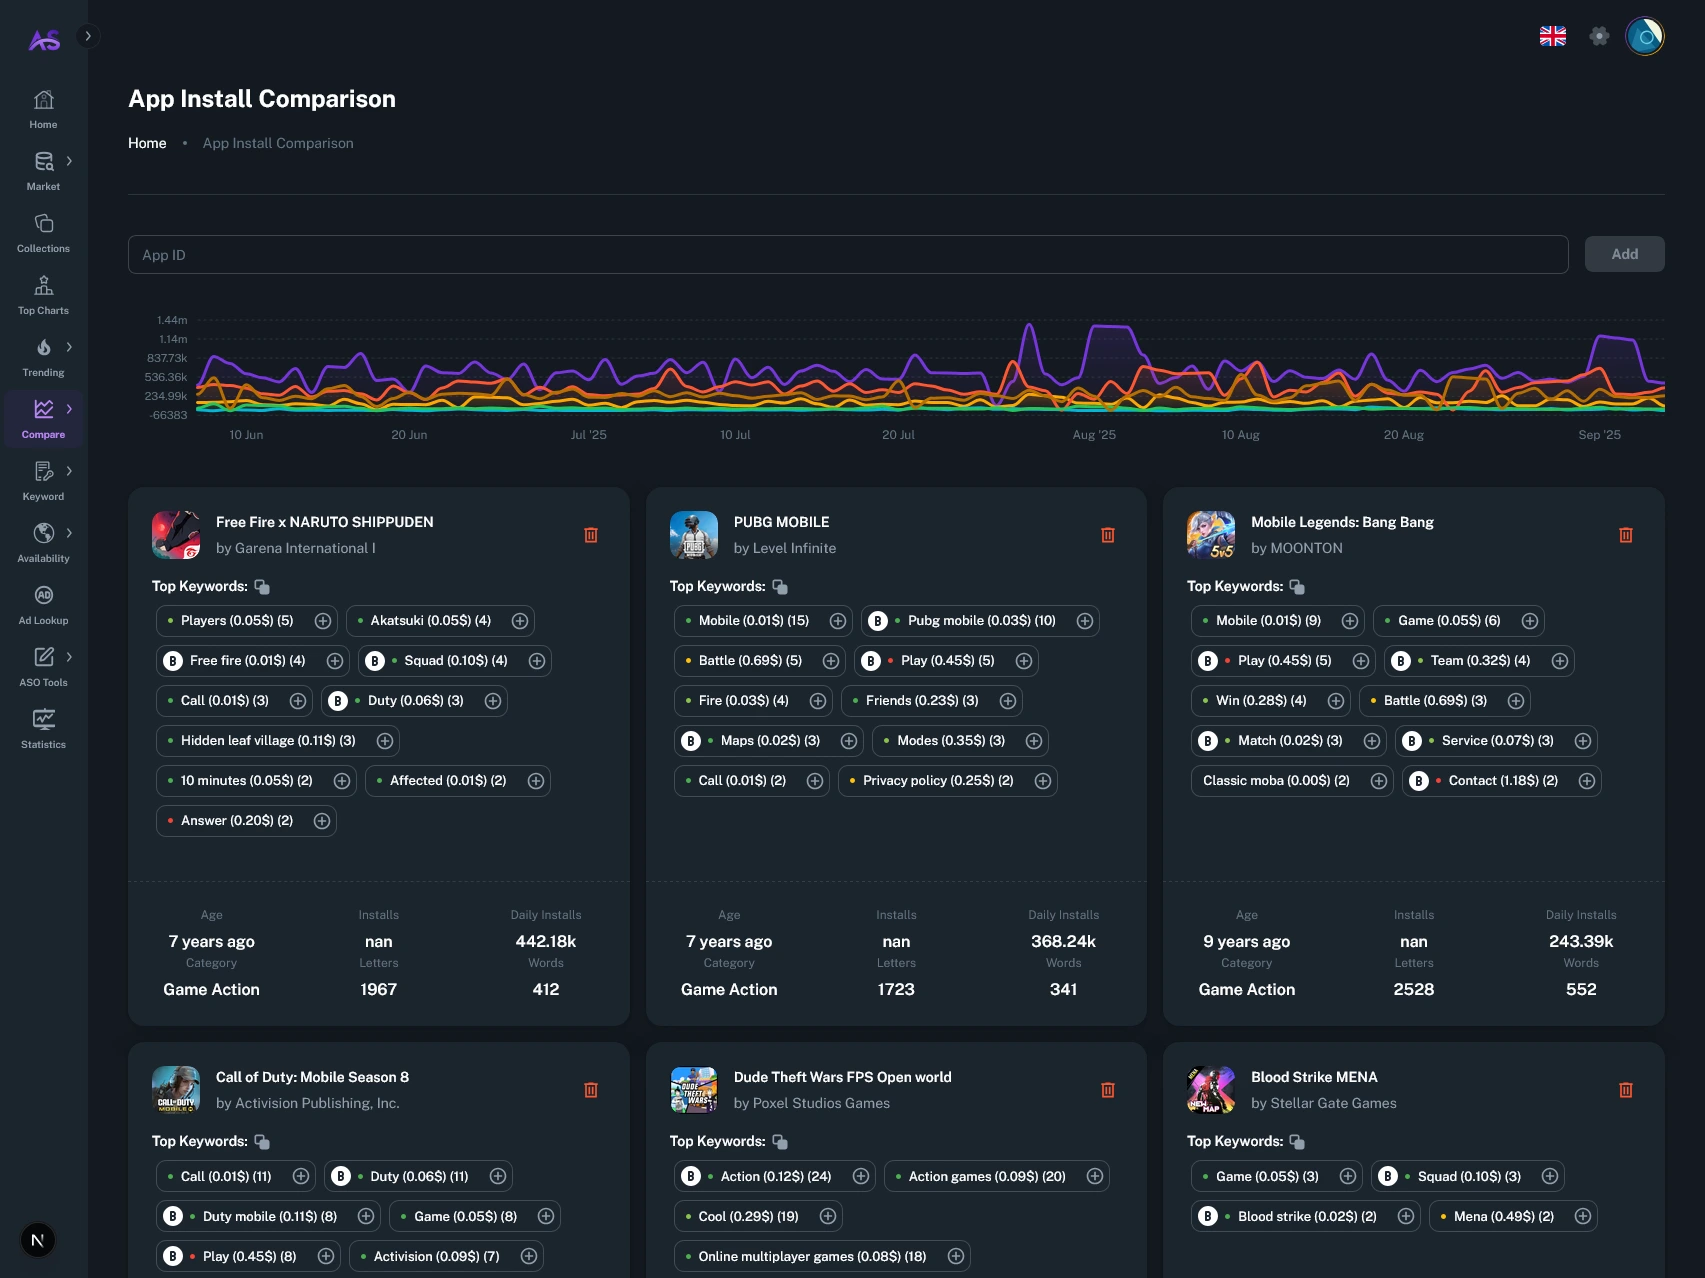 AS
App Install Comparison
Home • App Install Comparison
Home
Market
Collections
Top Charts
Trending
Compare
Keyword
Availability
AD
Ad Lookup
ASO Tools
Statistics
N
App ID
Add
1.44m
1.14m
837.73k
536.36k
234.99k
-66383
10 Jun 20 Jun Jul '25 10 Jul 20 Jul Aug '25 10 Aug 20 Aug Sep '25
Free Fire x NARUTO SHIPPUDEN
by Garena International I
Top Keywords:
Players (0.05$) (5) Akatsuki (0.05$) (4)
B Free fire (0.01$) (4) B Squad (0.10$) (4)
Call (0.01$) (3) B Duty (0.06$) (3)
Hidden leaf village (0.11$) (3)
10 minutes (0.05$) (2) Affected (0.01$) (2)
Answer (0.20$) (2)
Age Installs Daily Installs
7 years ago nan 442.18k
Category Letters Words
Game Action 1967 412
PUBG
PUBG MOBILE
by Level Infinite
Top Keywords:
Mobile (0.01$) (15) B Pubg mobile (0.03$) (10)
Battle (0.69$) (5) B Play (0.45$) (5)
Fire (0.03$) (4) Friends (0.23$) (3)
B Maps (0.02$) (3) Modes (0.35$) (3)
Call (0.01$) (2) Privacy policy (0.25$) (2)
Age Installs Daily Installs
7 years ago nan 368.24k
Category Letters Words
Game Action 1723 341
5v5
Mobile Legends: Bang Bang
by MOONTON
Top Keywords:
Mobile (0.01$) (9) Game (0.05$) (6)
B Play (0.45$) (5) B Team (0.32$) (4)
Win (0.28$) (4) Battle (0.69$) (3)
B Match (0.02$) (3) B Service (0.07$) (3)
Classic moba (0.00$) (2) B Contact (1.18$) (2)
Age Installs Daily Installs
9 years ago nan 243.39k
Category Letters Words
Game Action 2528 552
CALL OF DUTY
MOBILE
Call of Duty: Mobile Season 8
by Activision Publishing, Inc.
Top Keywords:
Call (0.01$) (11) B Duty (0.06$) (11)
B Duty mobile (0.11$) (8) Game (0.05$) (8)
B Play (0.45$) (8) Activision (0.09$) (7)
DUDE
THEFT
WARS
Dude Theft Wars FPS Open world
by Poxel Studios Games
Top Keywords:
B Action (0.12$) (24) Action games (0.09$) (20)
Cool (0.29$) (19)
Online multiplayer games (0.08$) (18)
MENA
NEW
MAP
Blood Strike MENA
by Stellar Gate Games
Top Keywords:
Game (0.05$) (3) B Squad (0.10$) (3)
B Blood strike (0.02$) (2) Mena (0.49$) (2)